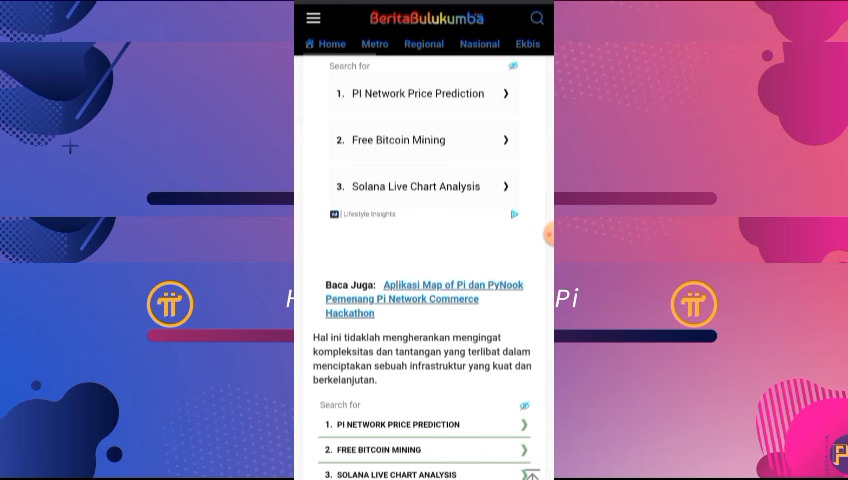 BeritaBulukumba
Home Metro Regional Nasional Ekbis
Search for
1. PI Network Price Prediction
2. Free Bitcoin Mining
3. Solana Live Chart Analysis
Ad | Lifestyle Insights
Baca Juga: Aplikasi Map of Pi dan PyNook
Pemenang Pi Network Commerce
Hackathon
H
Pi
Hal ini tidaklah mengherankan mengingat
kompleksitas dan tantangan yang terlibat dalam
menciptakan sebuah infrastruktur yang kuat dan
berkelanjutan.
Search for
1. PI NETWORK PRICE PREDICTION
2. FREE BITCOIN MINING
3. SOLANA LIVE CHART ANALYSIS